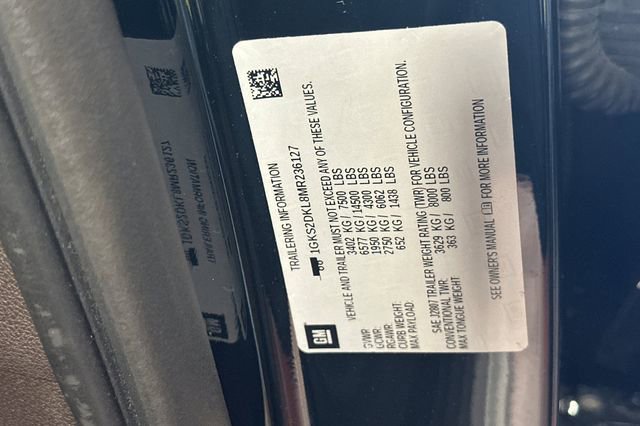 TRAILERING INFORMATION
1GKS2DKL8MR236127
VEHICLE AND TRAILER MUST NOT EXCEED ANY OF THESE VALUES.
GVWR: 3402 KG / 7500 LBS
GCWR: 6577 KG / 14500 LBS
RGAWR: 1950 KG / 4300 LBS
CURB WEIGHT: 2750 KG / 6062 LBS
MAX PAYLOAD: 652 KG / 1438 LBS
SAE J2807 TRAILER WEIGHT RATING (TWR) FOR VEHICLE CONFIGURATION.
CONVENTIONAL TWR: 3629 KG / 8000 LBS
MAX TONGUE WEIGHT: 363 KG / 800 LBS
SEE OWNER'S MANUAL FOR MORE INFORMATION
GM